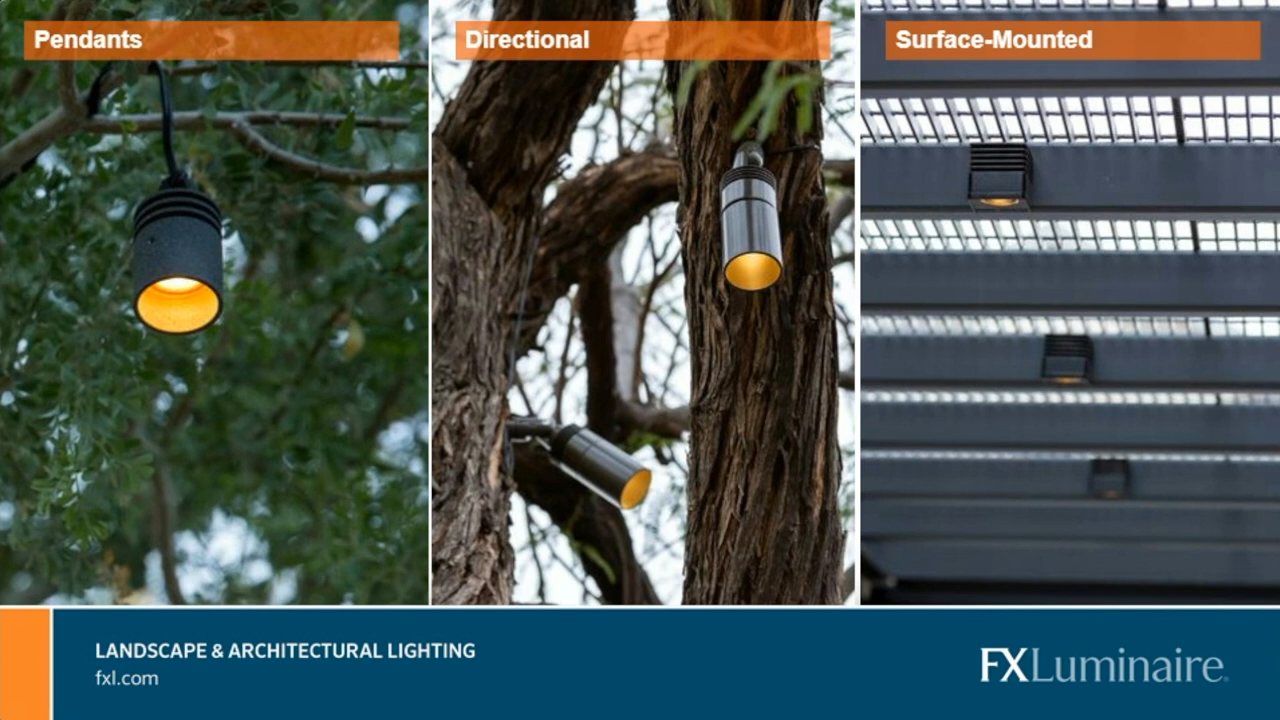 Pendants
Directional
Surface-Mounted
LANDSCAPE & ARCHITECTURAL LIGHTING
fxl.com
FXLuminaire.